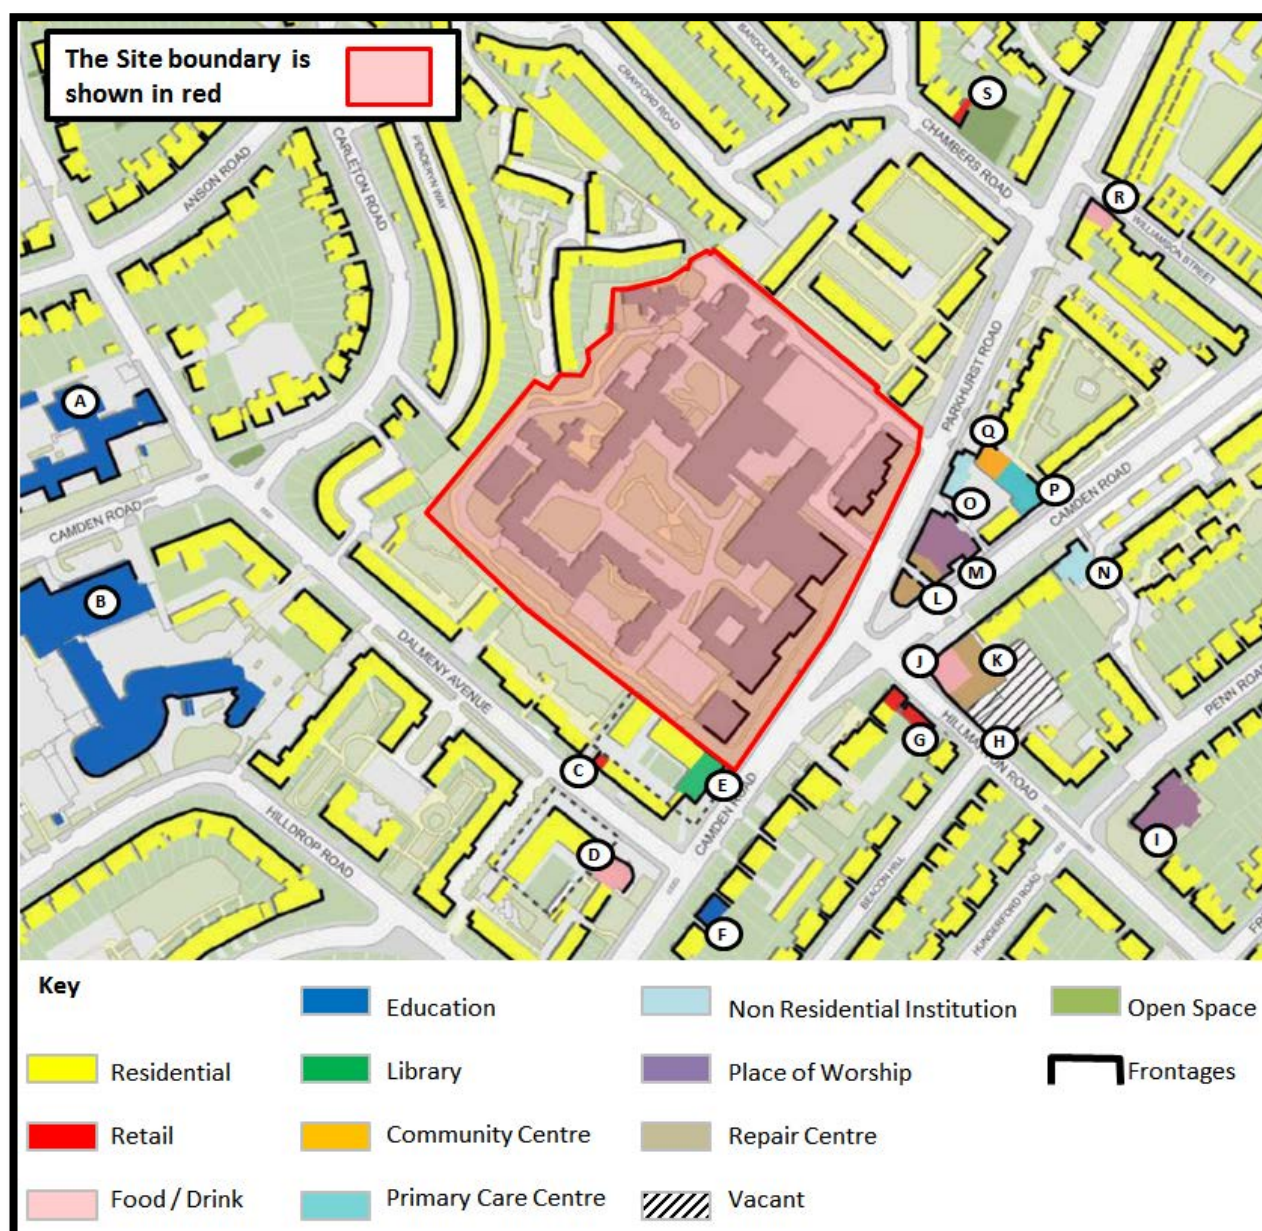 The Site boundary is
shown in red
BARDOLPH ROAD
CRAYFORD ROAD
S
CHAMBERS ROAD
CARLETON ROAD
PENDERYN WAY
ANSON ROAD
R
WILLIAMSON STREET
PARKHURST ROAD
A
Q
P
O
CAMDEN ROAD
CAMDEN ROAD
M
N
B
L
DALMENY AVENUE
J
K
PENN ROAD
HILLMARTON ROAD
G
H
C
E
CAMDEN ROAD
HILLDROP ROAD
D
I
BEACON HILL
HUNGERFORD ROAD
F
FR
Key
Education
Non Residential Institution
Open Space
Residential
Library
Place of Worship
Frontages
Retail
Community Centre
Repair Centre
Food / Drink
Primary Care Centre
Vacant